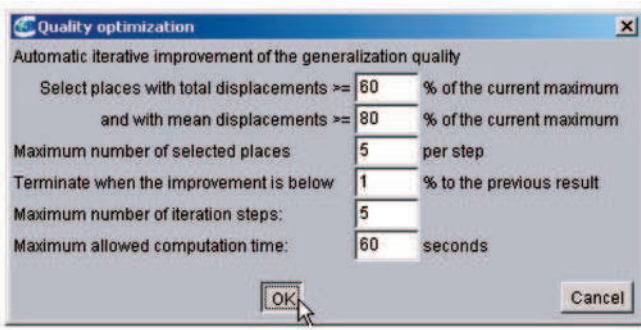 Quality optimization
Automatic iterative improvement of the generalization quality
Select places with total displacements >= 60 % of the current maximum
and with mean displacements >= 80 % of the current maximum
Maximum number of selected places 5 per step
Terminate when the improvement is below 1 % to the previous result
Maximum number of iteration steps: 5
Maximum allowed computation time: 60 seconds
OK Cancel